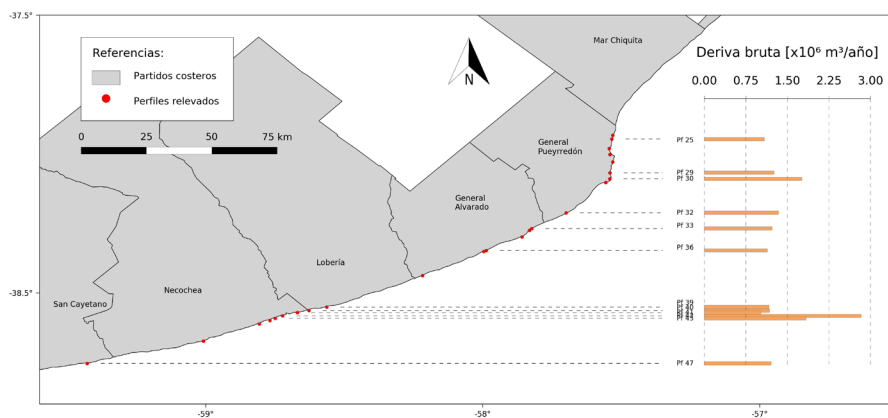 -37.5°
Mar Chiquita
Referencias:
Partidos costeros
Perfiles relevados
0 25 50 75 km
N
General
Pueyrredón
General
Alvarado
Lobería
Necochea
San Cayetano
-38.5°
-59° -58° -57°
Deriva bruta [x10⁶ m³/año]
0.00 0.75 1.50 2.25 3.00
Pf 25
Pf 29
Pf 30
Pf 32
Pf 33
Pf 36
Pf 39
Pf 40
Pf 41
Pf 43
Pf 47